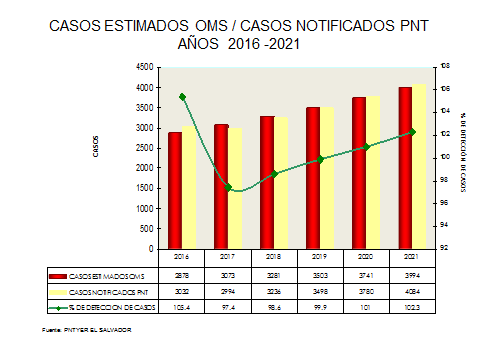 CASOS ESTIMADOS OMS / CASOS NOTIFICADOS PNT
AÑOS 2016 -2021
CASOS
4500
4000
3500
3000
2500
2000
1500
1000
500
0
108
106
104
102
100
98
96
94
92
% DE DETECCION DE CASOS
2016 2017 2018 2019 2020 2021
CASOS ESTIMADOS OMS 2878 3073 3281 3503 3741 3994
CASOS NOTIFICADOS PNT 3032 2994 3236 3498 3780 4084
% DE DETECCION DE CASOS 105.4 97.4 98.6 99.9 101 102.3
Fuente: PNTYER EL SALVADOR